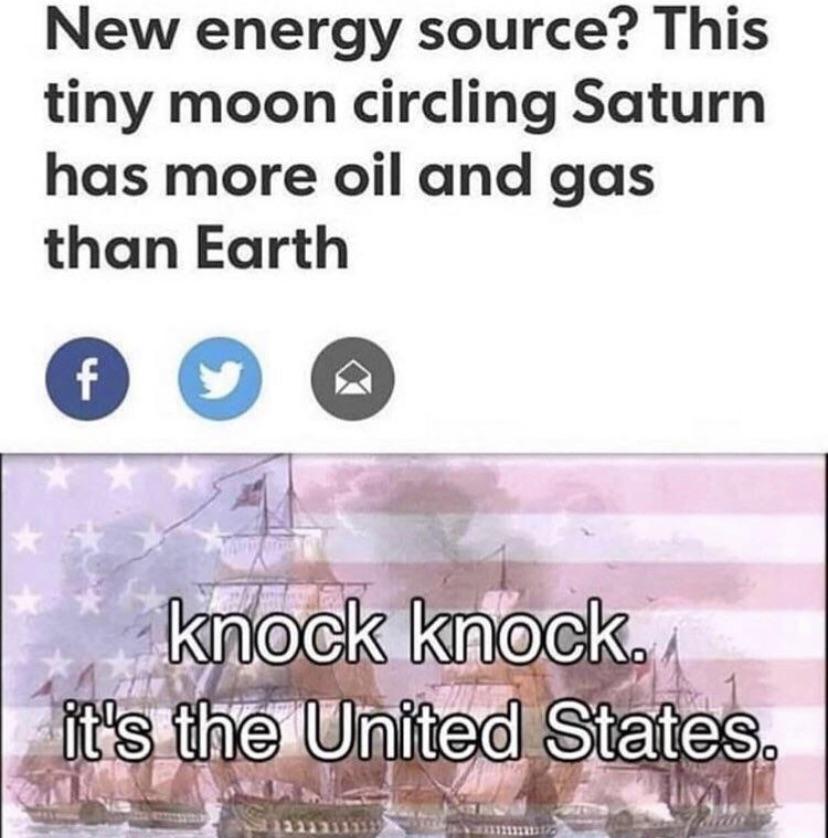 New energy source? This
tiny moon circling Saturn
has more oil and gas
than Earth
f
knock knock.
it's the United States.